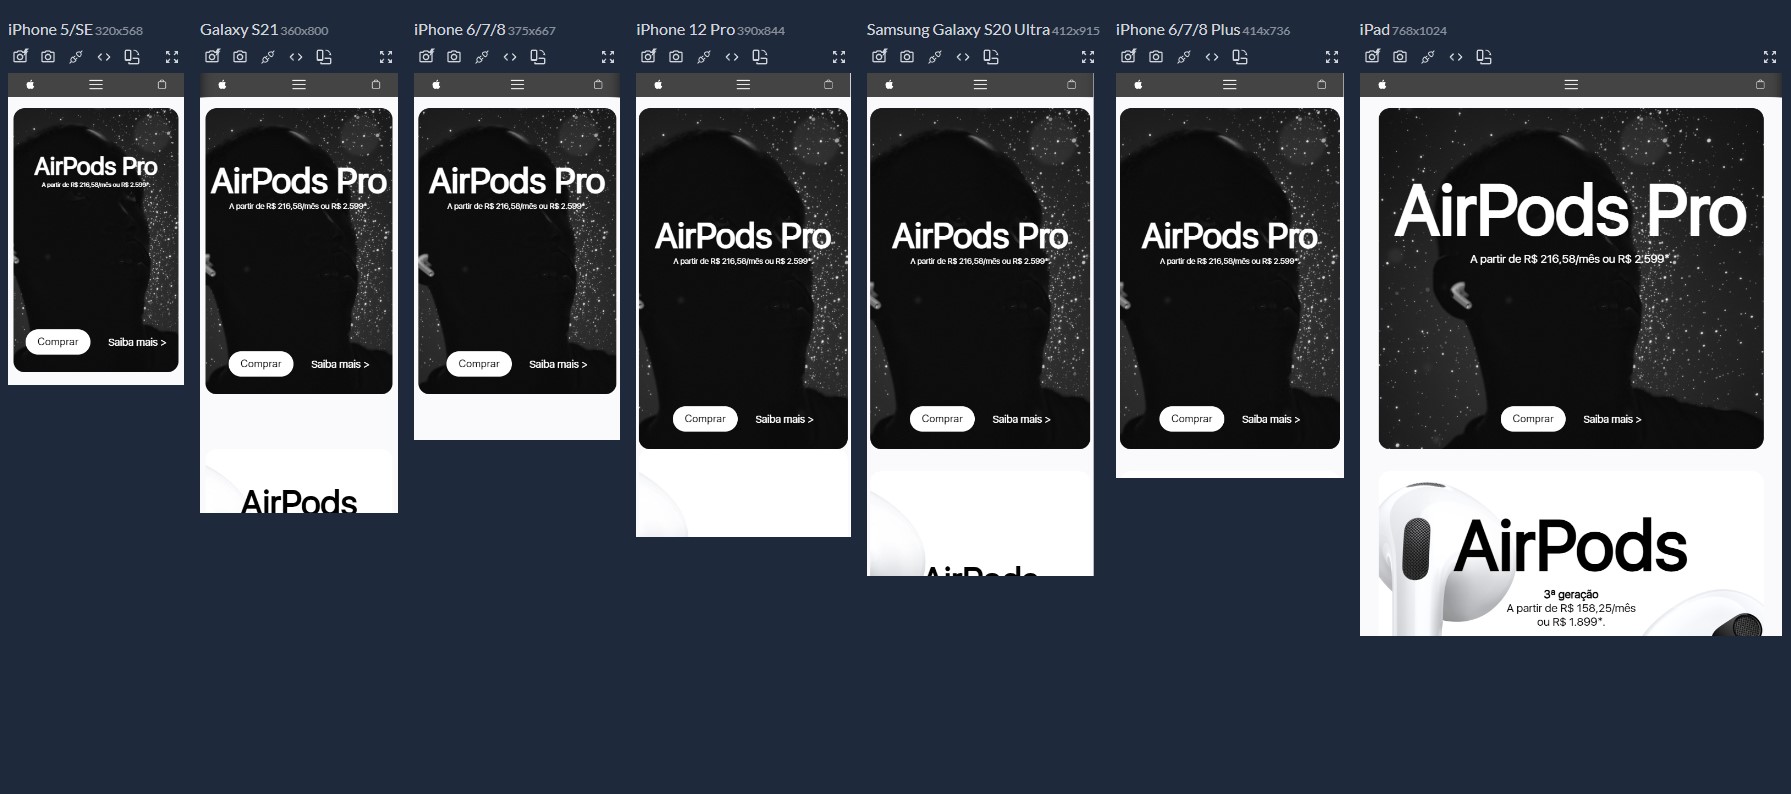 iPhone 5/SE 320x568
Galaxy S21 360x800
iPhone 6/7/8 375x667
iPhone 12 Pro 390x844
Samsung Galaxy S20 Ultra 412x915
iPhone 6/7/8 Plus 414x736
iPad 768x1024
AirPods Pro
A partir de R$ 216,58/mês ou R$ 2.599*.
Comprar
Saiba mais >
AirPods Pro
A partir de R$ 216,58/mês ou R$ 2.599*.
Comprar
Saiba mais >
AirPods
AirPods Pro
A partir de R$ 216,58/mês ou R$ 2.599*.
Comprar
Saiba mais >
AirPods Pro
A partir de R$ 216,58/mês ou R$ 2.599*.
Comprar
Saiba mais >
AirPods Pro
A partir de R$ 216,58/mês ou R$ 2.599*.
Comprar
Saiba mais >
AirPods
AirPods Pro
A partir de R$ 216,58/mês ou R$ 2.599*.
Comprar
Saiba mais >
AirPods Pro
A partir de R$ 216,58/mês ou R$ 2.599*.
Comprar
Saiba mais >
AirPods
3ª geração
A partir de R$ 158,25/mês
ou R$ 1.899*.